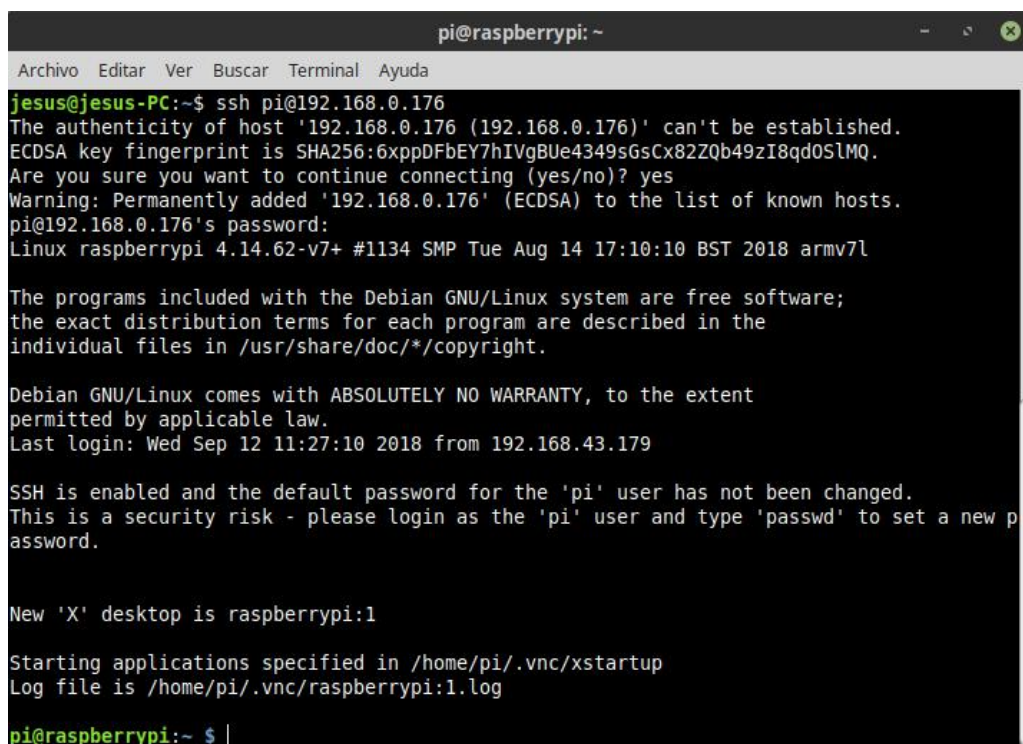 pi@raspberrypi: ~
Archivo Editar Ver Buscar Terminal Ayuda
jesus@jesus-PC:~$ ssh pi@192.168.0.176
The authenticity of host '192.168.0.176 (192.168.0.176)' can't be established.
ECDSA key fingerprint is SHA256:6xppDFbEY7hIVgBUe4349sGsCx82ZQb49zI8qdOSlMQ.
Are you sure you want to continue connecting (yes/no)? yes
Warning: Permanently added '192.168.0.176' (ECDSA) to the list of known hosts.
pi@192.168.0.176's password:
Linux raspberrypi 4.14.62-v7+ #1134 SMP Tue Aug 14 17:10:10 BST 2018 armv7l
The programs included with the Debian GNU/Linux system are free software;
the exact distribution terms for each program are described in the
individual files in /usr/share/doc/*/copyright.
Debian GNU/Linux comes with ABSOLUTELY NO WARRANTY, to the extent
permitted by applicable law.
Last login: Wed Sep 12 11:27:10 2018 from 192.168.43.179
SSH is enabled and the default password for the 'pi' user has not been changed.
This is a security risk - please login as the 'pi' user and type 'passwd' to set a new p
assword.
New 'X' desktop is raspberrypi:1
Starting applications specified in /home/pi/.vnc/xstartup
Log file is /home/pi/.vnc/raspberrypi:1.log
pi@raspberrypi:~ $